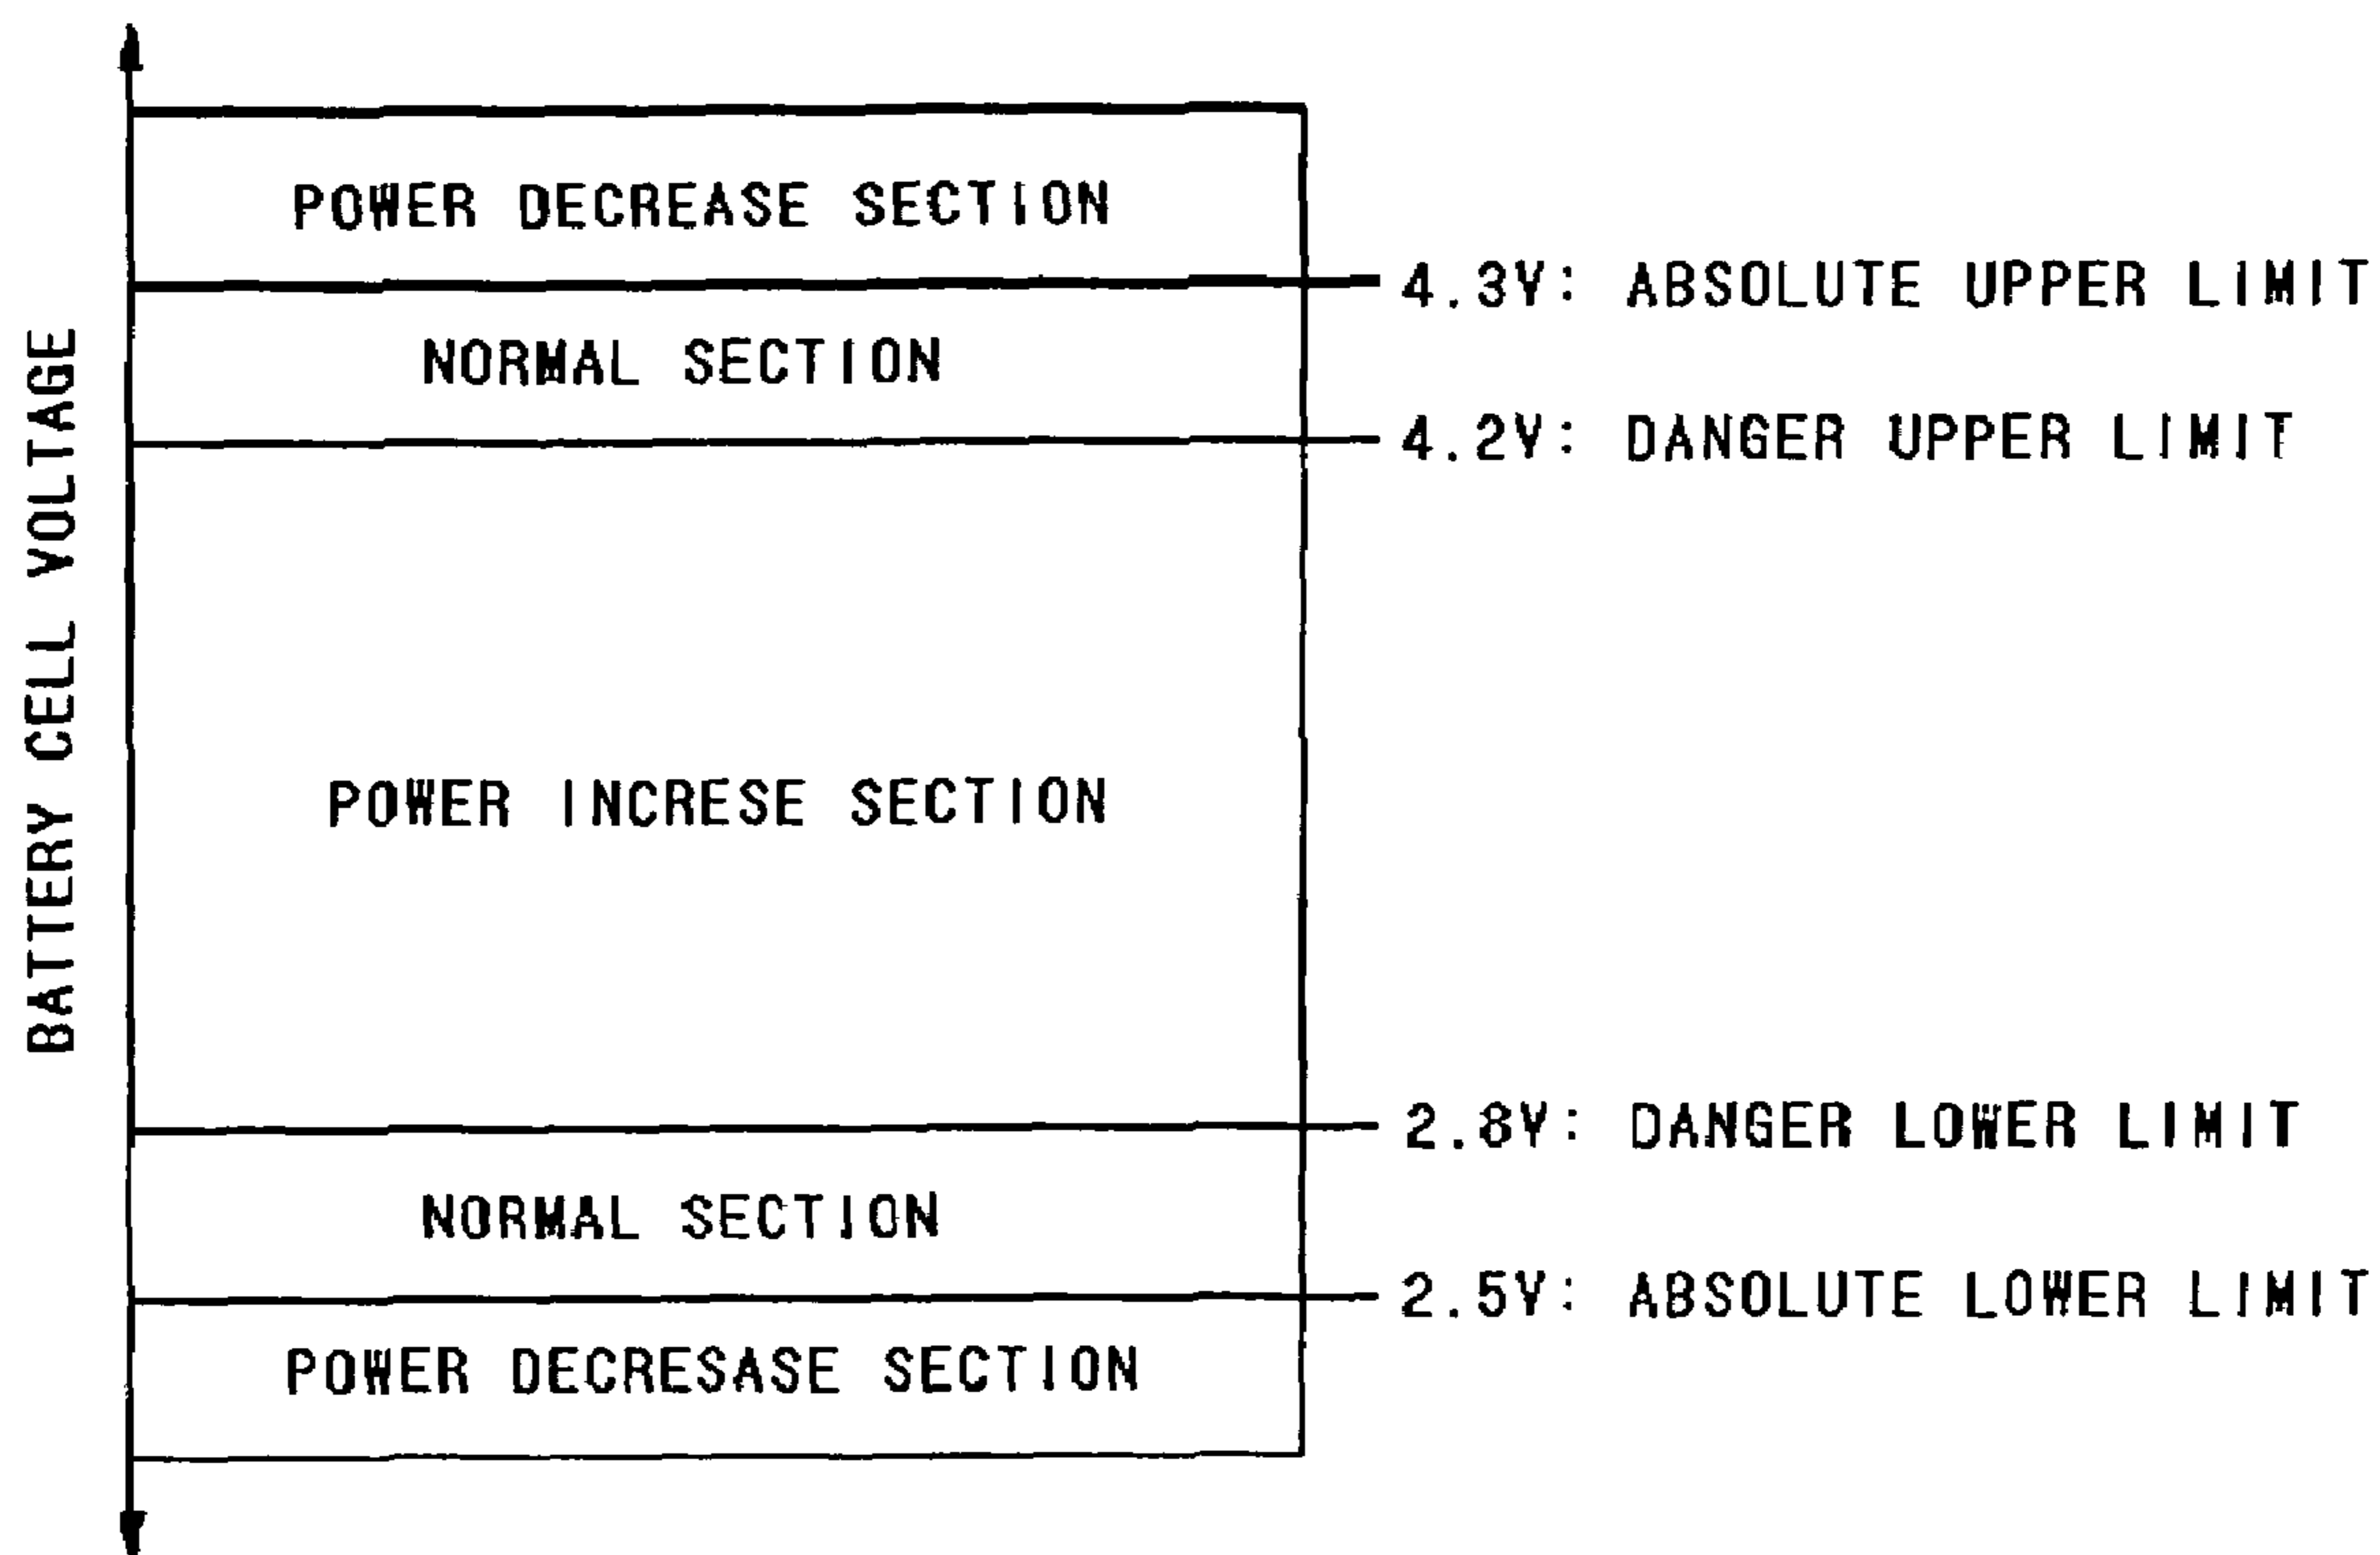 BATTERY CELL VOLTAGE
POWER DECREASE SECTION
4.3V: ABSOLUTE UPPER LIMIT
NORMAL SECTION
4.2V: DANGER UPPER LIMIT
POWER INCRESE SECTION
2.8V: DANGER LOWER LIMIT
NORMAL SECTION
2.5V: ABSOLUTE LOWER LIMIT
POWER DECRESASE SECTION